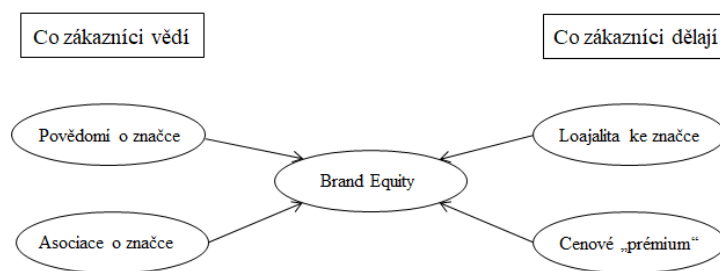 Co zákazníci vědí
Co zákazníci dělají
Povědomi o značce
Loajalita ke značce
Brand Equity
Asociace o značce
Cenové „prémium“